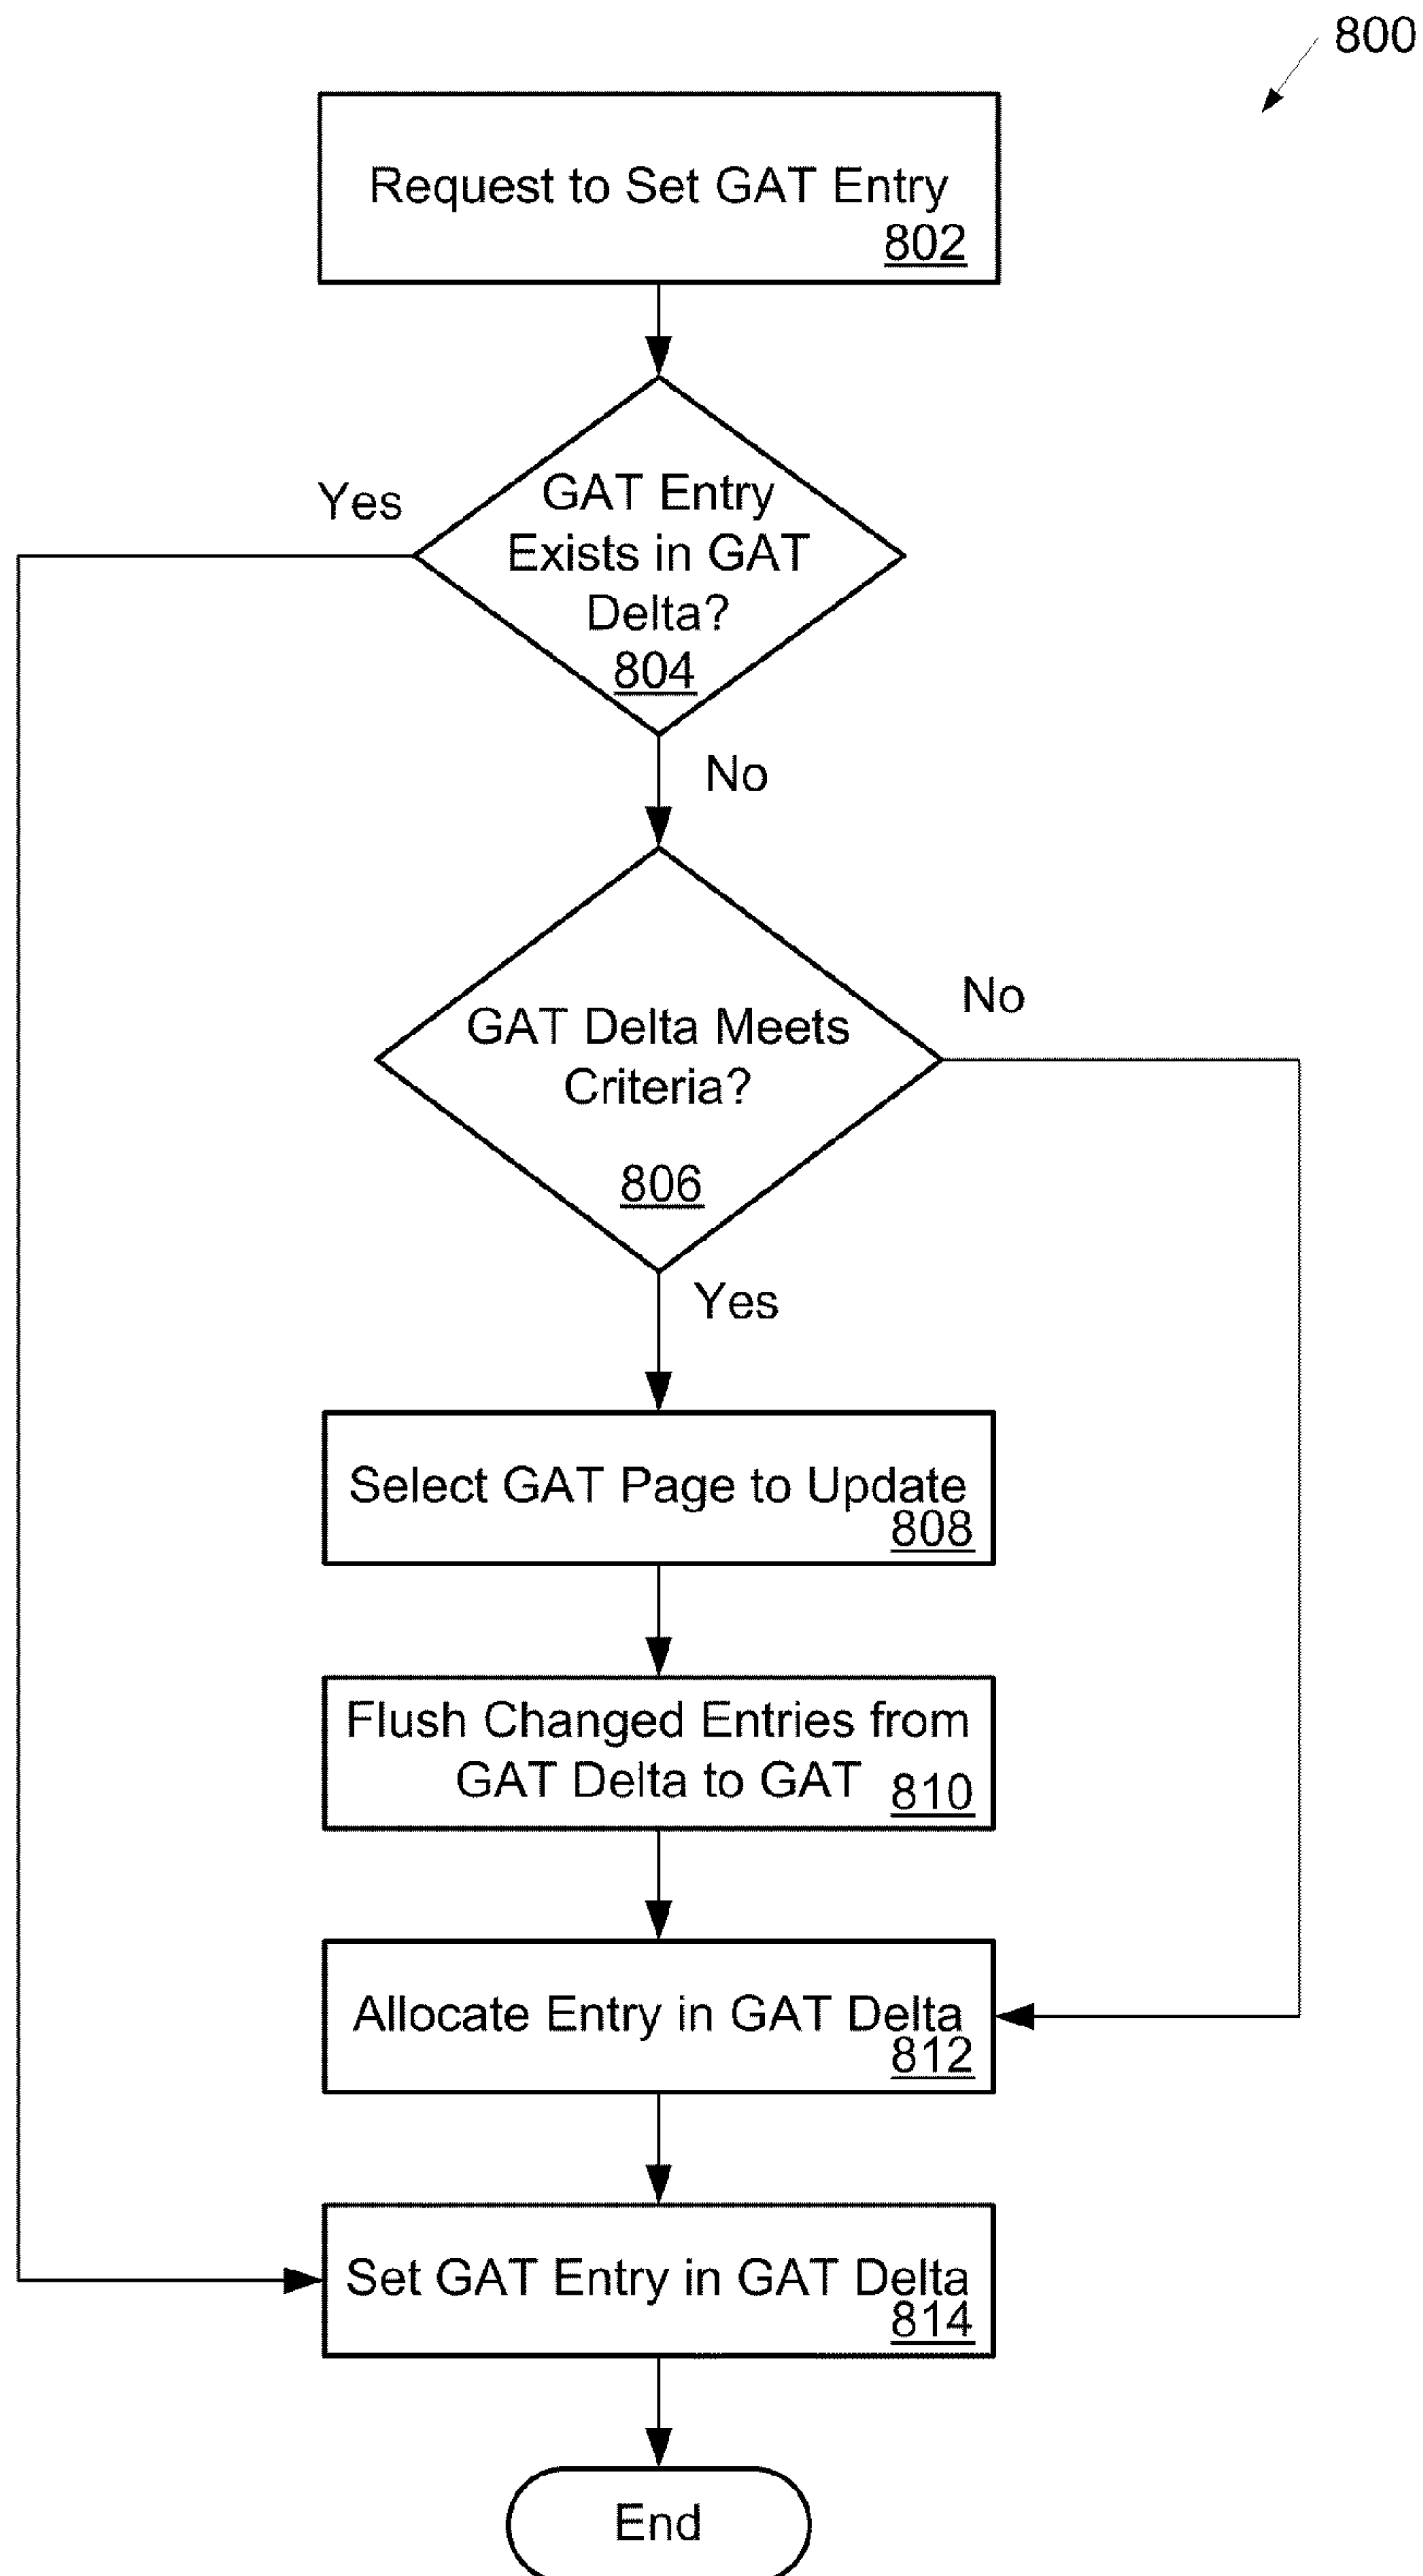 800
Request to Set GAT Entry
802
Yes
GAT Entry
Exists in GAT
Delta?
804
No
No
GAT Delta Meets
Criteria?
806
Yes
Select GAT Page to Update
808
Flush Changed Entries from
GAT Delta to GAT 810
Allocate Entry in GAT Delta
812
Set GAT Entry in GAT Delta
814
End